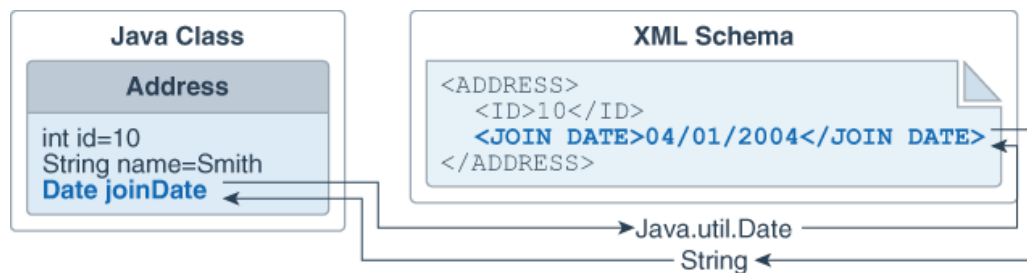 Java Class
Address
int id=10
String name=Smith
Date joinDate
XML Schema
<ADDRESS>
<ID>10</ID>
<JOIN DATE>04/01/2004</JOIN DATE>
</ADDRESS>
Java.util.Date
String